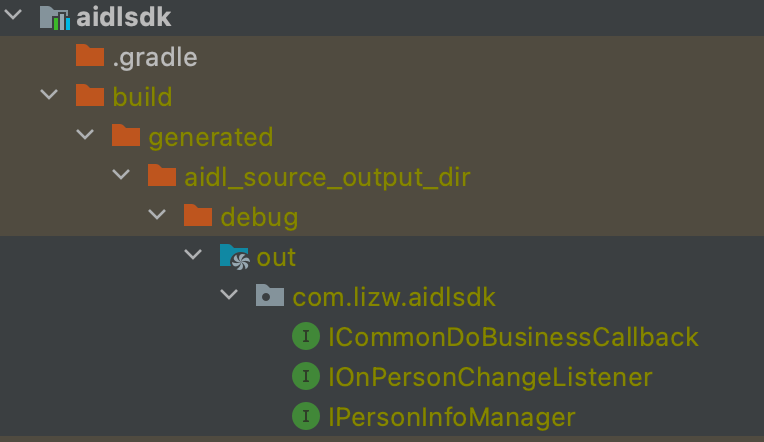 aidlsdk
.gradle
build
generated
aidl_source_output_dir
debug
out
com.lizw.aidlsdk
I ICommonDoBusinessCallback
I IOnPersonChangeListener
I IPersonInfoManager